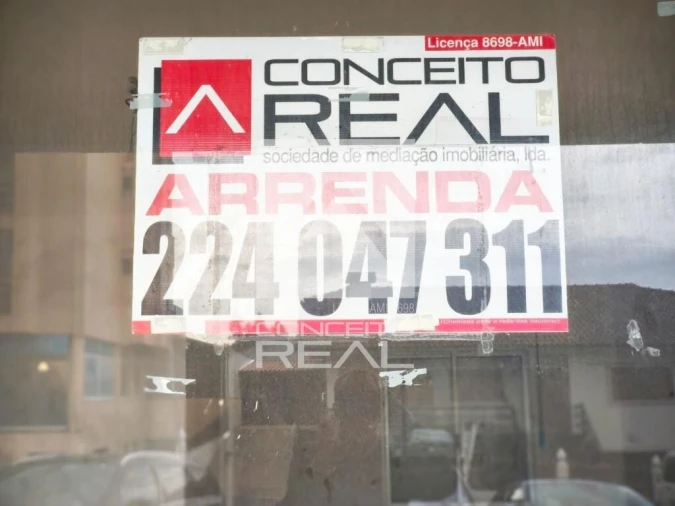 Licença 8698-AMI
CONCEITO
REAL
sociedade de mediação imobiliária, lda.
ARRENDA
224 047 311
CONCEITO
REAL